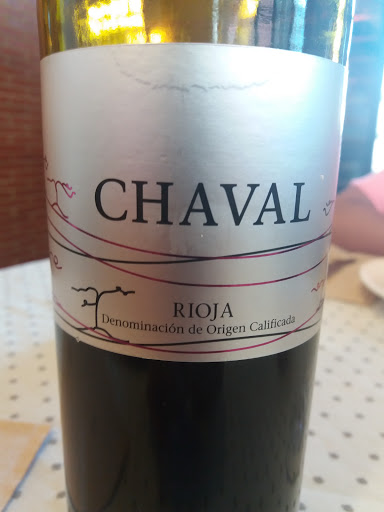 CHAVAL
RIOJA
Denominación de Origen Calificada